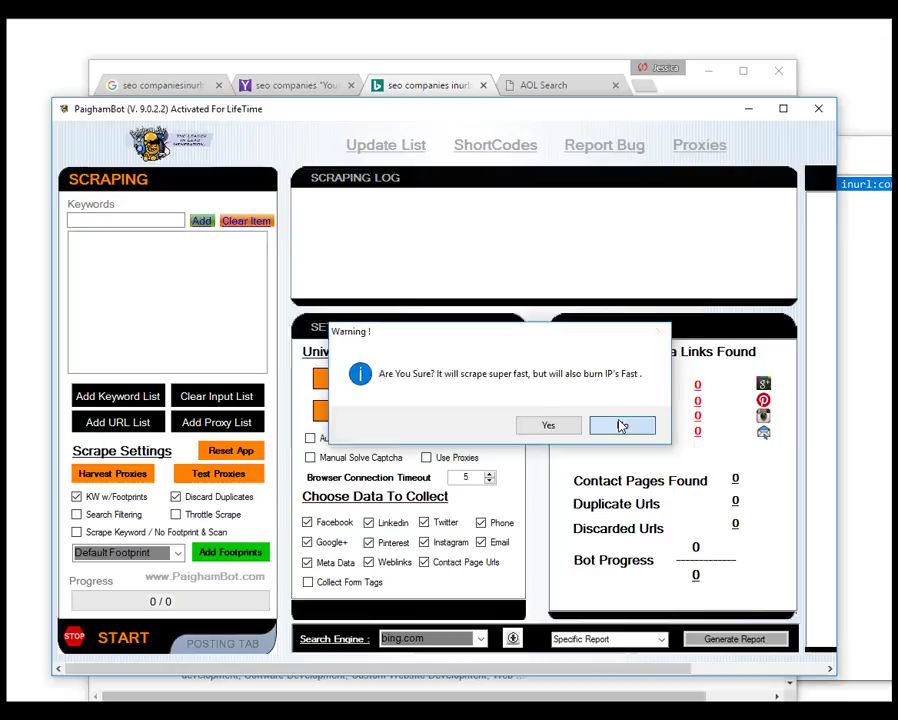 Jessica
seo companiesinurl:
seo companies "You
seo companies inurl:
AOL Search
PaighamBot (V. 9.0.2.2) Activated For LifeTime
Update List
ShortCodes
Report Bug
Proxies
SCRAPING
SCRAPING LOG
inurl:co
Keywords
Add
Clear Item
Warning !
Are You Sure? It will scrape super fast, but will also burn IP's Fast .
Yes
Links Found
0
0
0
0
Add Keyword List
Clear Input List
Add URL List
Add Proxy List
Scrape Settings
Reset App
Harvest Proxies
Test Proxies
KW w/Footprints
Discard Duplicates
Search Filtering
Throttle Scrape
Scrape Keyword / No Footprint & Scan
Default Footprint
Add Footprints
www.PaighamBot.com
Progress
0 / 0
STOP
START
POSTING TAB
Manual Solve Captcha
Use Proxies
Browser Connection Timeout
5
Choose Data To Collect
Facebook
Linkedin
Twitter
Phone
Google+
Pinterest
Instagram
Email
Meta Data
Weblinks
Contact Page Urls
Collect Form Tags
Contact Pages Found
0
Duplicate Urls
0
Discarded Urls
0
Bot Progress
0
0
Search Engine :
bing.com
Specific Report
Generate Report